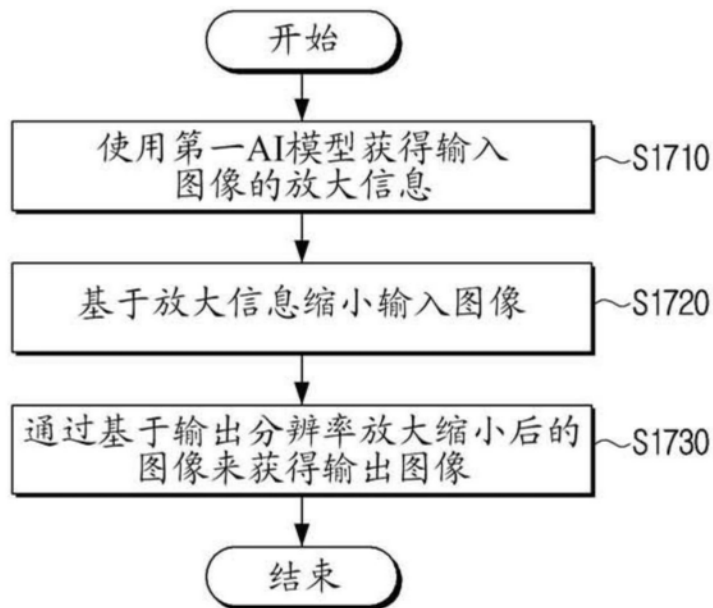 开始
使用第一AI模型获得输入
图像的放大信息
S1710
基于放大信息缩小输入图像
S1720
通过基于输出分辨率放大缩小后的
图像来获得输出图像
S1730
结束